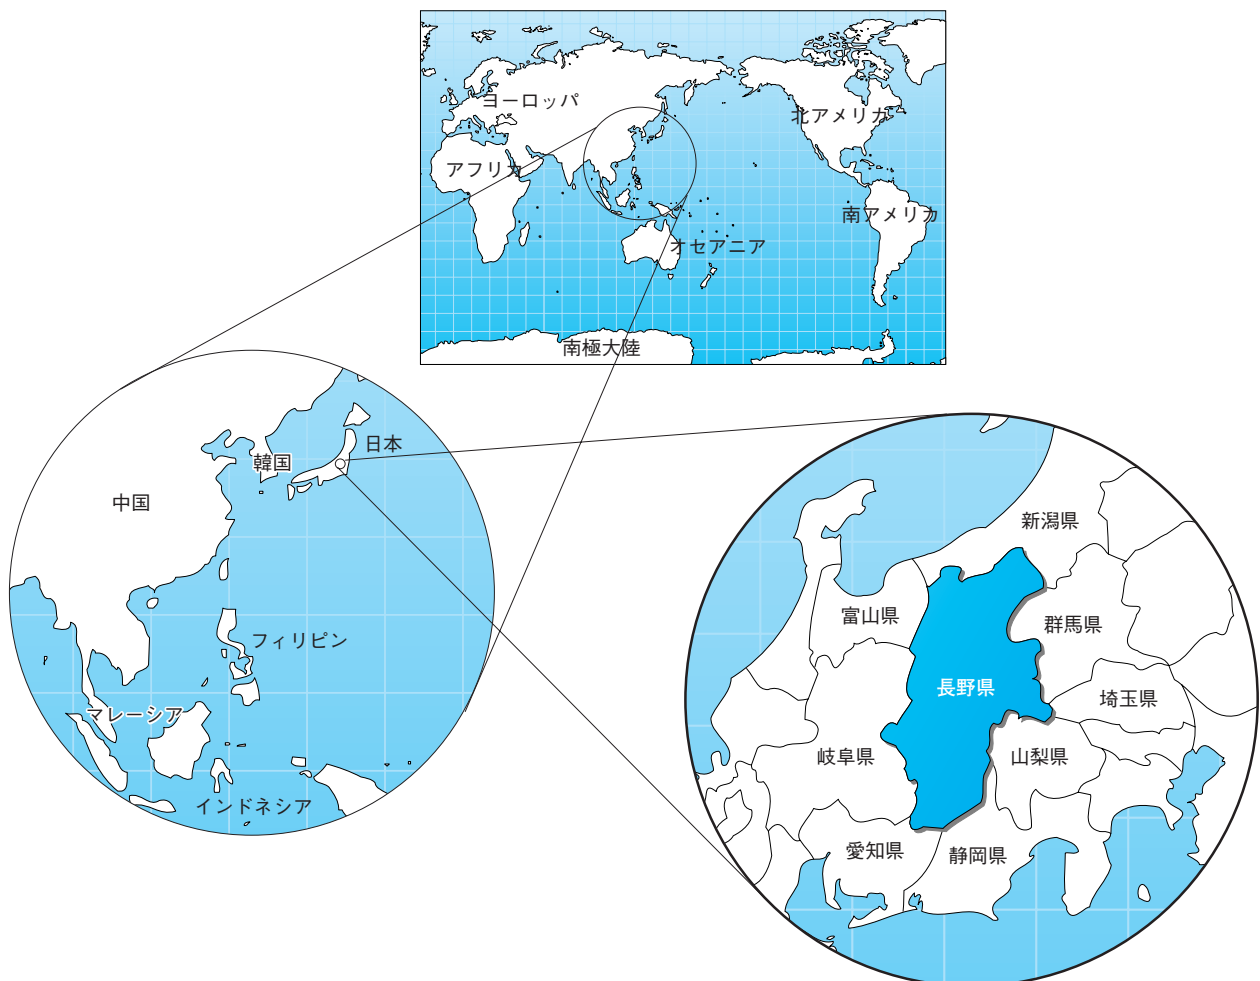 ヨーロッパ
北アメリカ
アフリカ
南アメリカ
オセアニア
南極大陸
日本
韓国
中国
フィリピン
マレーシア
インドネシア
新潟県
富山県
群馬県
長野県
埼玉県
岐阜県
山梨県
愛知県
静岡県